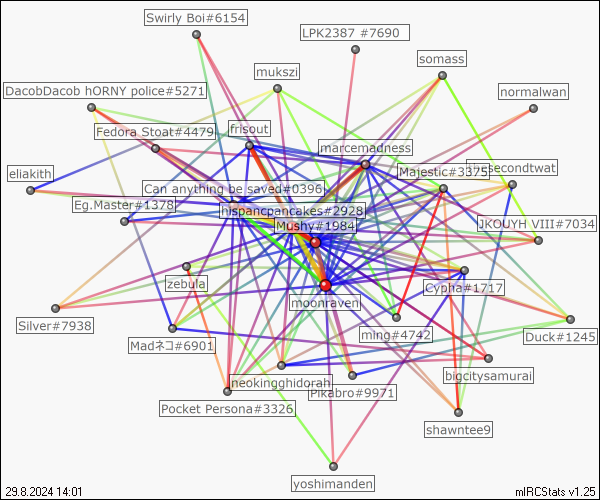 Swirly Boi#6154
LPK2387 #7690
somass
mukszi
DacobDacob hORNY police#5271
normalwan
Fedora Stoat#4479
frisout
marcemadness
eliakith
Majestic#3375
secondtwat
Can anything be saved#0396
Eg.Master#1378
hispancpancakes#2928
Mushy#1984
JKOUYH VIII#7034
zebula
Cypha#1717
moonraven
Silver#7938
ming#4742
Duck#1245
Madネコ#6901
bigcitysamurai
neokingghidorah
Pikabro#9971
Pocket Persona#3326
shawntee9
yoshimanden
29.8.2024 14:01
mIRCStats v1.25